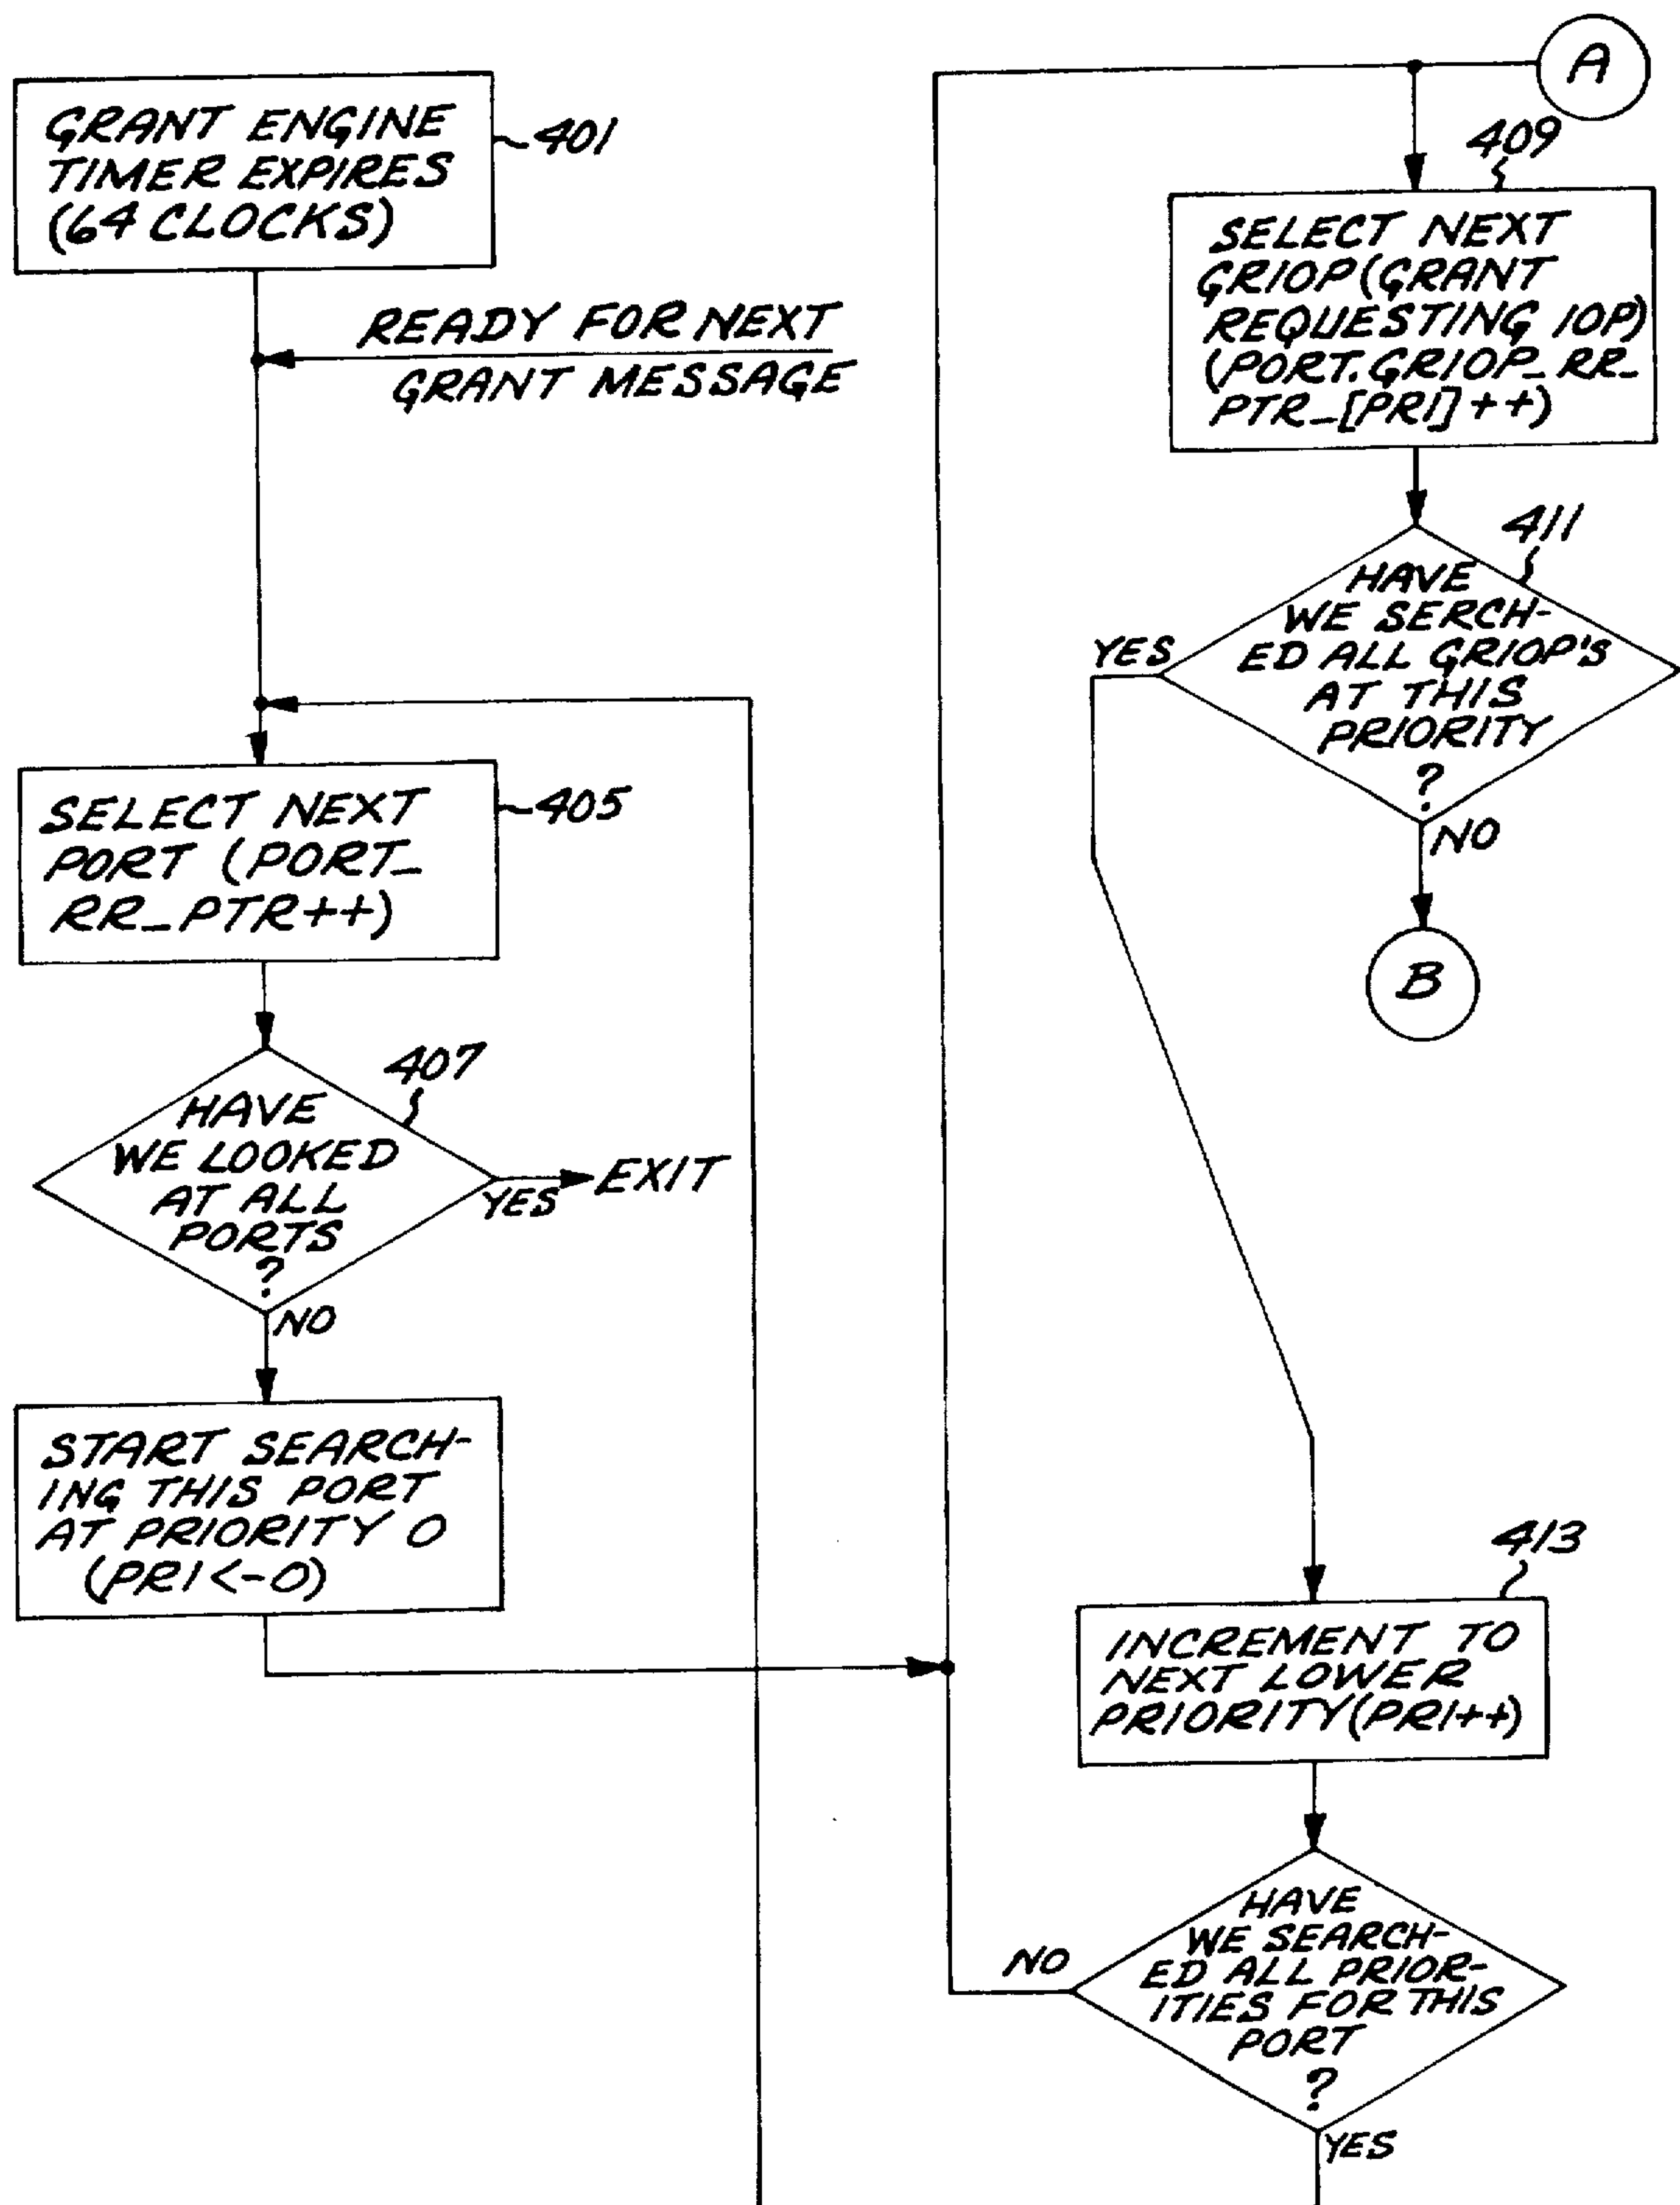 GRANT ENGINE
TIMER EXPIRES
(64 CLOCKS)
401
READY FOR NEXT
GRANT MESSAGE
SELECT NEXT
PORT (PORT_
RR_PTR++)
405
407
HAVE
WE LOOKED
AT ALL
PORTS
?
YES
EXIT
NO
START SEARCH-
ING THIS PORT
AT PRIORITY 0
(PRI<-0)
A
409
SELECT NEXT
GRIOP(GRANT
REQUESTING IOP)
(PORT.GRIOP_RR_
PTR_[PRI]++)
411
HAVE
WE SERCH-
ED ALL GRIOP'S
AT THIS
PRIORITY
?
YES
NO
B
413
INCREMENT TO
NEXT LOWER
PRIORITY(PRI++)
HAVE
WE SEARCH-
ED ALL PRIOR-
ITIES FOR THIS
PORT
?
NO
YES